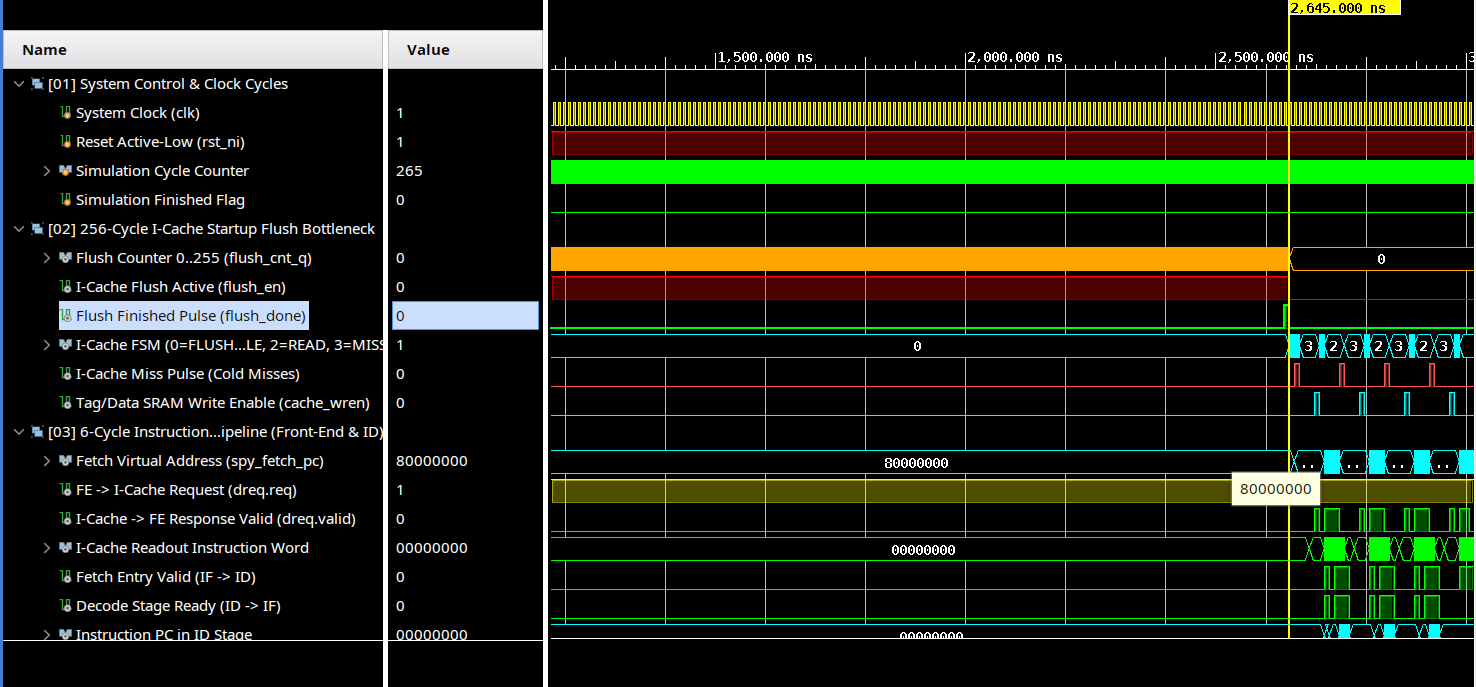 2,645.000 ns
Name Value
1,500.000 ns 2,000.000 ns 2,500.000 ns 3
[01] System Control & Clock Cycles
System Clock (clk) 1
Reset Active-Low (rst_ni) 1
Simulation Cycle Counter 265
Simulation Finished Flag 0
[02] 256-Cycle I-Cache Startup Flush Bottleneck
Flush Counter 0..255 (flush_cnt_q) 0 0
I-Cache Flush Active (flush_en) 0
Flush Finished Pulse (flush_done) 0
I-Cache FSM (0=FLUSH...LE, 2=READ, 3=MISS 1 0 3 2 3 2 3 2 3
I-Cache Miss Pulse (Cold Misses) 0
Tag/Data SRAM Write Enable (cache_wren) 0
[03] 6-Cycle Instruction...ipeline (Front-End & ID)
Fetch Virtual Address (spy_fetch_pc) 80000000 80000000 .. .. .. ..
FE -> I-Cache Request (dreq.req) 1 80000000
I-Cache -> FE Response Valid (dreq.valid) 0
I-Cache Readout Instruction Word 00000000 00000000
Fetch Entry Valid (IF -> ID) 0
Decode Stage Ready (ID -> IF) 0
Instruction PC in ID Stage 00000000 00000000